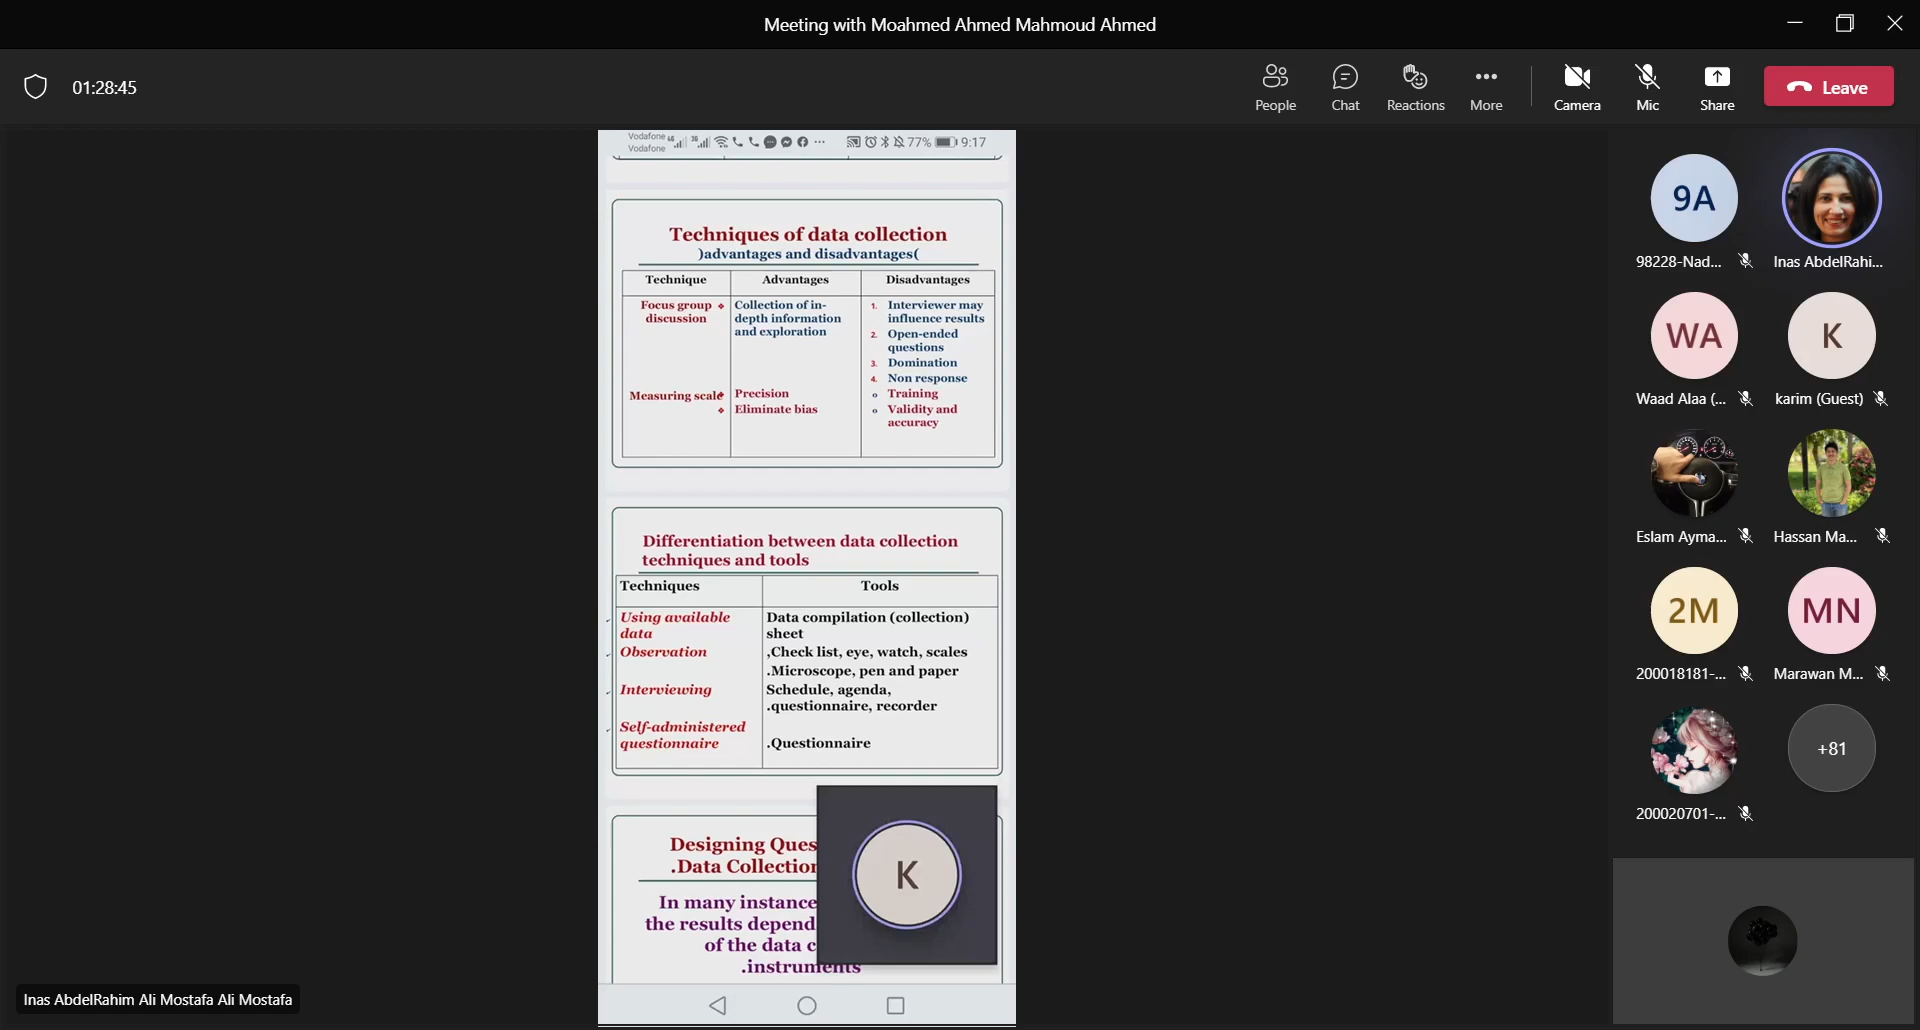 Meeting with Moahmed Ahmed Mahmoud Ahmed
01:28:45
People
Chat
Reactions
More
Camera
Mic
Share
Leave
Vodafone 4G 3G 77% 9:17
Vodafone
Techniques of data collection
)advantages and disadvantages(
Technique
Advantages
Disadvantages
Focus group
discussion
Collection of in-
depth information
and exploration
1. Interviewer may
influence results
2. Open-ended
questions
3. Domination
4. Non response
Measuring scale
Precision
Eliminate bias
o Training
o Validity and
accuracy
Differentiation between data collection
techniques and tools
Techniques
Tools
Using available
data
Data compilation (collection)
sheet
Observation
,Check list, eye, watch, scales
.Microscope, pen and paper
Interviewing
Schedule, agenda,
.questionnaire, recorder
Self-administered
questionnaire
.Questionnaire
Designing Ques
.Data Collection
In many instance
the results depend
of the data c
.instruments
K
Inas AbdelRahim Ali Mostafa Ali Mostafa
9A
98228-Nad...
Inas AbdelRahi...
WA
Waad Alaa (...
K
karim (Guest)
Eslam Ayma...
Hassan Ma...
2M
200018181-...
MN
Marawan M...
200020701-...
+81